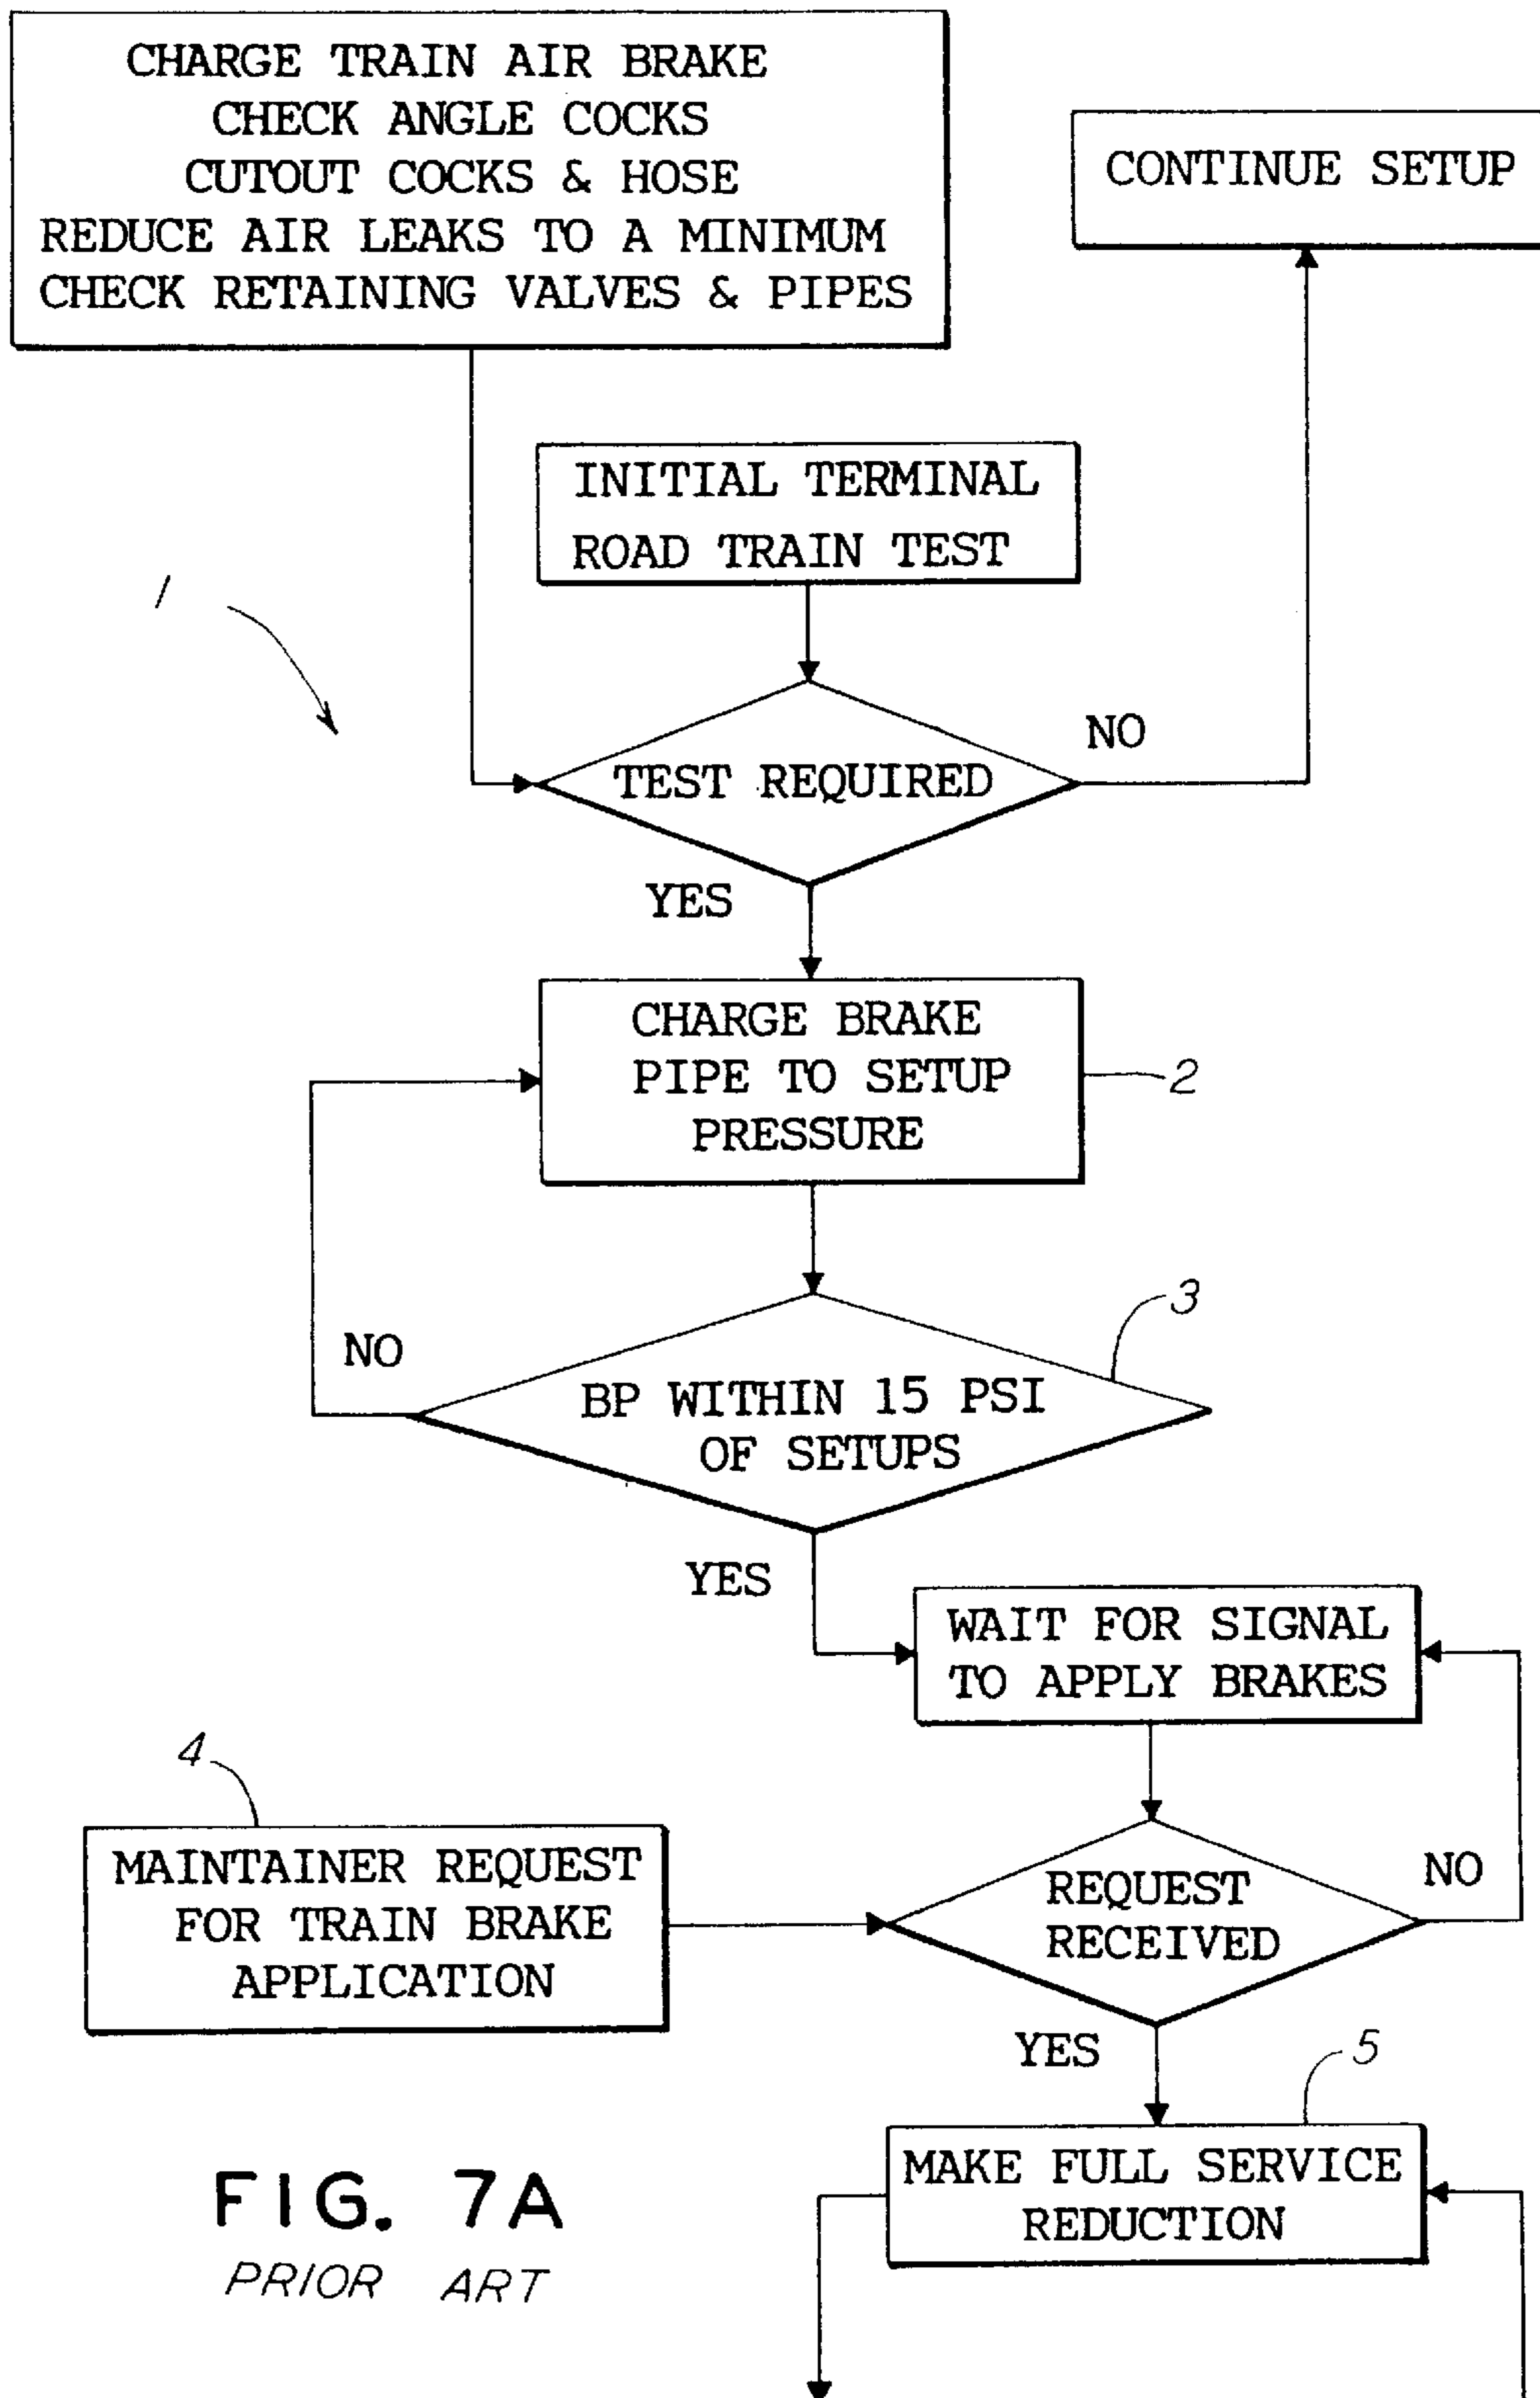 CHARGE TRAIN AIR BRAKE
CHECK ANGLE COCKS
CUTOUT COCKS & HOSE
REDUCE AIR LEAKS TO A MINIMUM
CHECK RETAINING VALVES & PIPES
CONTINUE SETUP
INITIAL TERMINAL
ROAD TRAIN TEST
1
NO
TEST REQUIRED
YES
CHARGE BRAKE
PIPE TO SETUP
PRESSURE
2
3
NO
BP WITHIN 15 PSI
OF SETUPS
YES
WAIT FOR SIGNAL
TO APPLY BRAKES
4
MAINTAINER REQUEST
FOR TRAIN BRAKE
APPLICATION
REQUEST
RECEIVED
NO
YES
5
MAKE FULL SERVICE
REDUCTION
FIG. 7A
PRIOR ART